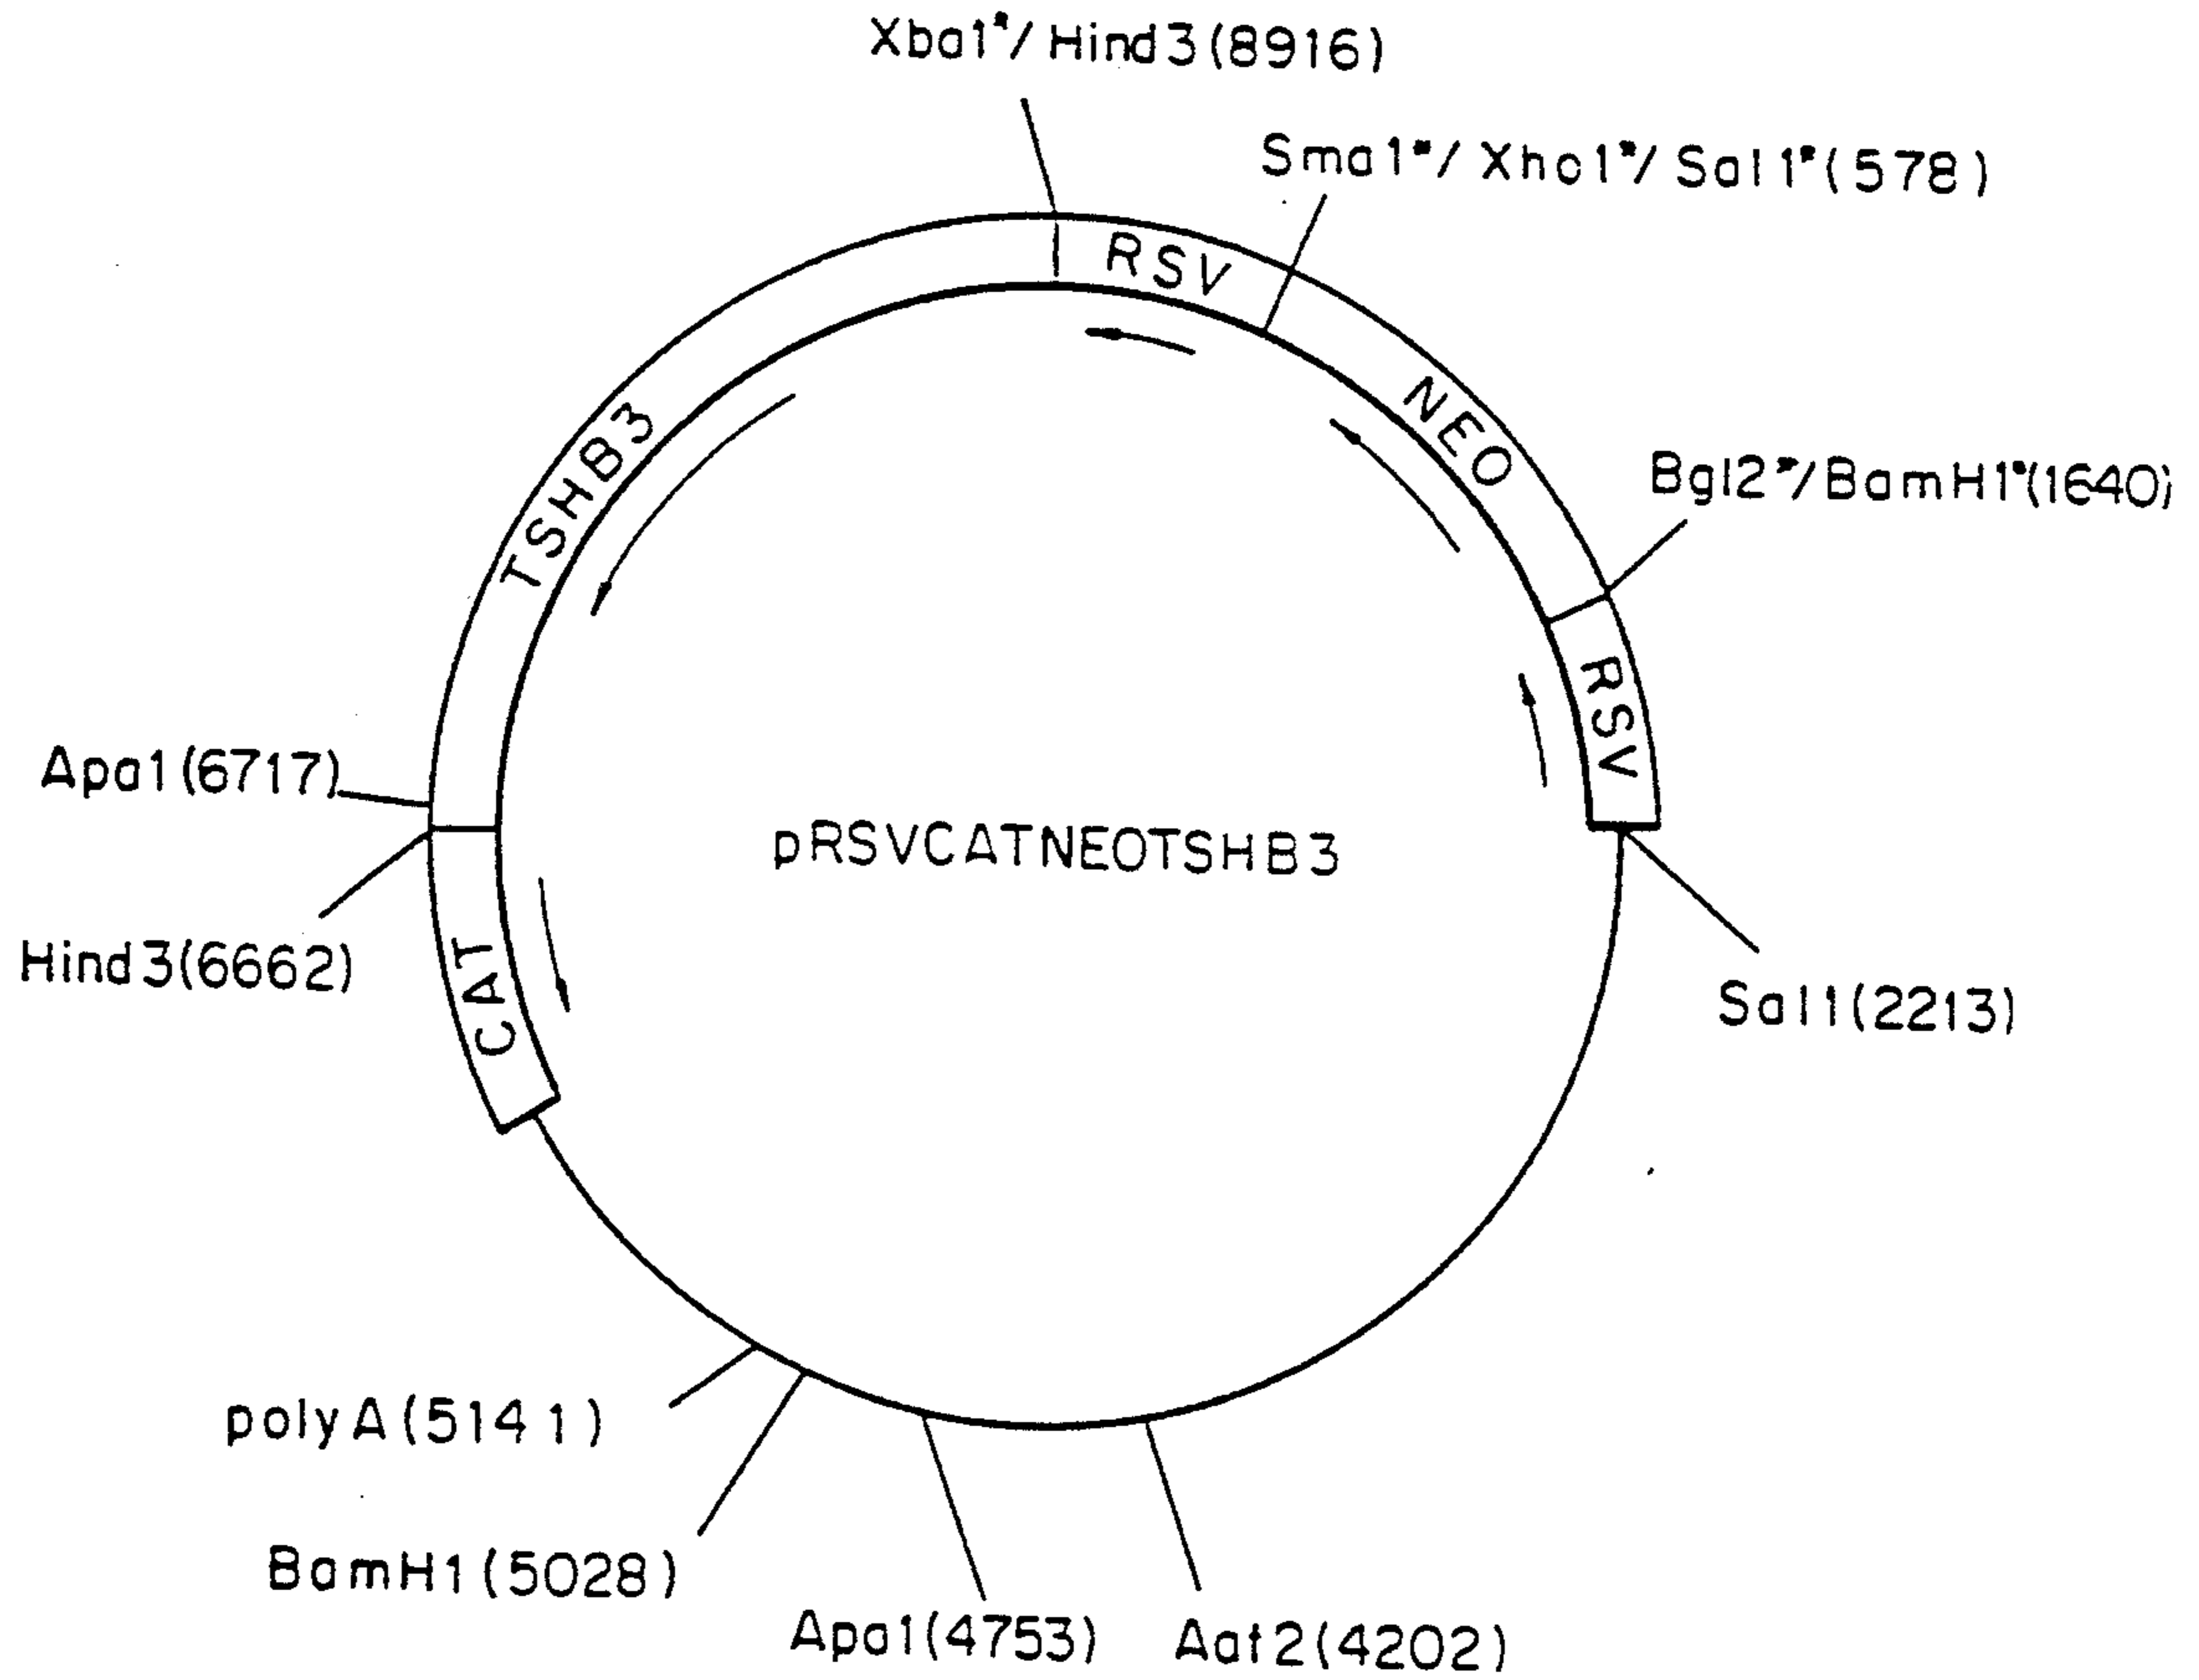 Xba1*/Hind3(8916)
Sma1*/Xho1*/Sal1*(578)
RSV
NEO
Bgl2*/BamH1*(1640)
TSHB3
RSV
Apa1(6717)
pRSVCATNEOTSHB3
Hind3(6662)
CAT
Sal1(2213)
polyA(5141)
BamH1(5028)
Apa1(4753)
Aat2(4202)